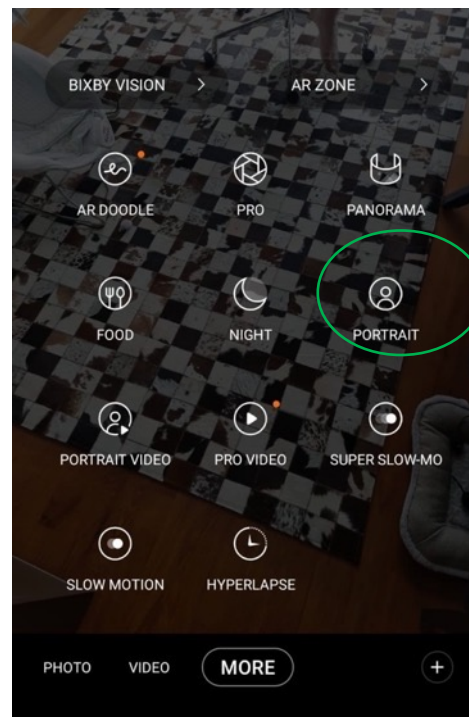 BIXBY VISION > AR ZONE >
AR DOODLE PRO PANORAMA
FOOD NIGHT PORTRAIT
PORTRAIT VIDEO PRO VIDEO SUPER SLOW-MO
SLOW MOTION HYPERLAPSE
PHOTO VIDEO MORE +